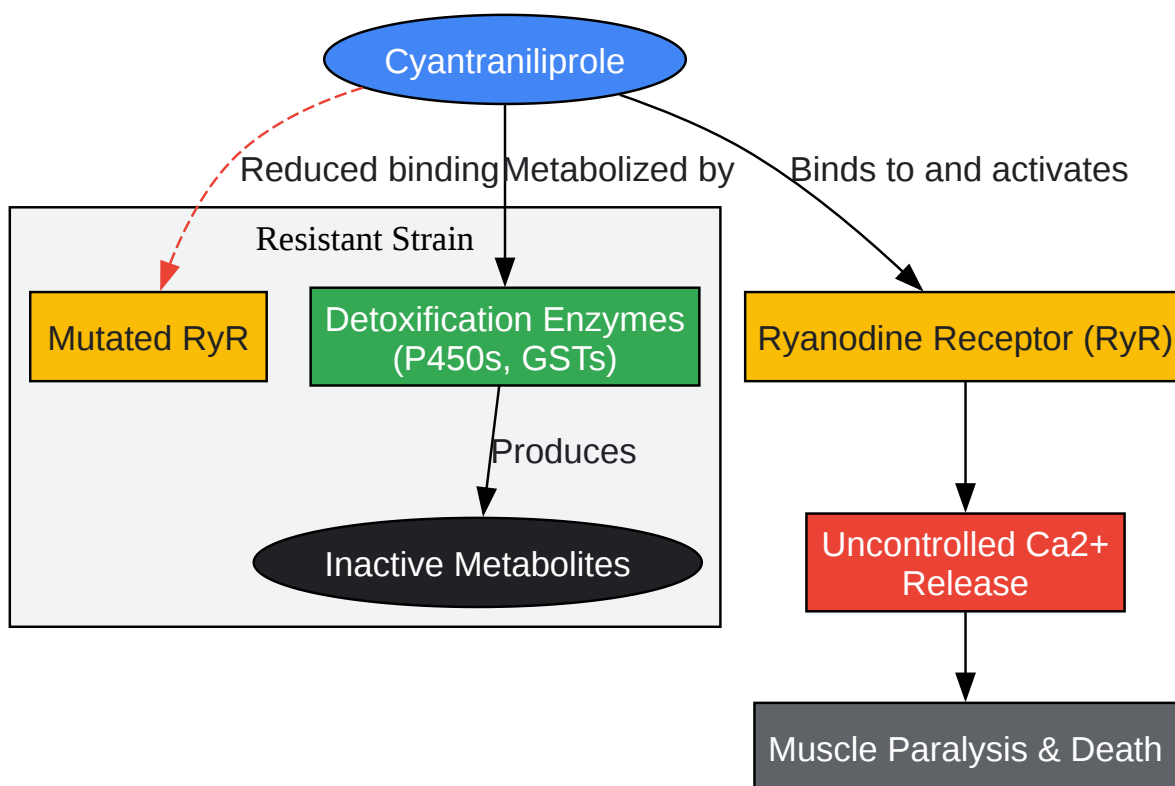 Cyantraniliprole
Reduced binding
Metabolized by
Binds to and activates
Resistant Strain
Mutated RyR
Detoxification Enzymes
(P450s, GSTs)
Ryanodine Receptor (RyR)
Produces
Inactive Metabolites
Uncontrolled Ca2+
Release
Muscle Paralysis & Death